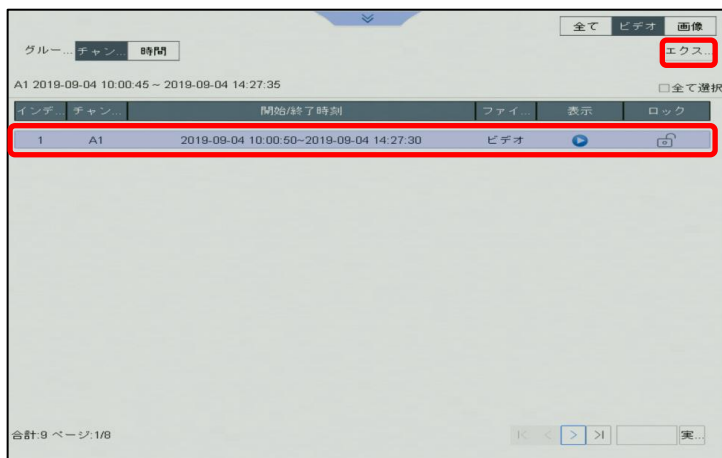 全て ビデオ 画像
グルー... チャン... 時間 エクス...
A1 2019-09-04 10:00:45 ~ 2019-09-04 14:27:35 □全て選択
インデ... チャン... 開始/終了時刻 ファイ... 表示 ロック
1 A1 2019-09-04 10:00:50~2019-09-04 14:27:30 ビデオ
合計:9 ページ:1/8 実...